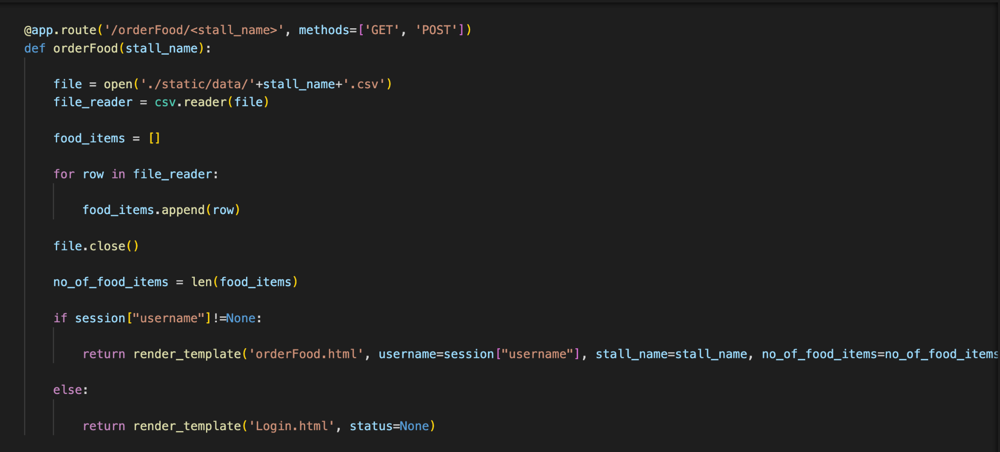 @app.route('/orderFood/<stall_name>', methods=['GET', 'POST'])
def orderFood(stall_name):
file = open('./static/data/'+stall_name+'.csv')
file_reader = csv.reader(file)
food_items = []
for row in file_reader:
food_items.append(row)
file.close()
no_of_food_items = len(food_items)
if session["username"]!=None:
return render_template('orderFood.html', username=session["username"], stall_name=stall_name, no_of_food_items=no_of_food_items
else:
return render_template('Login.html', status=None)